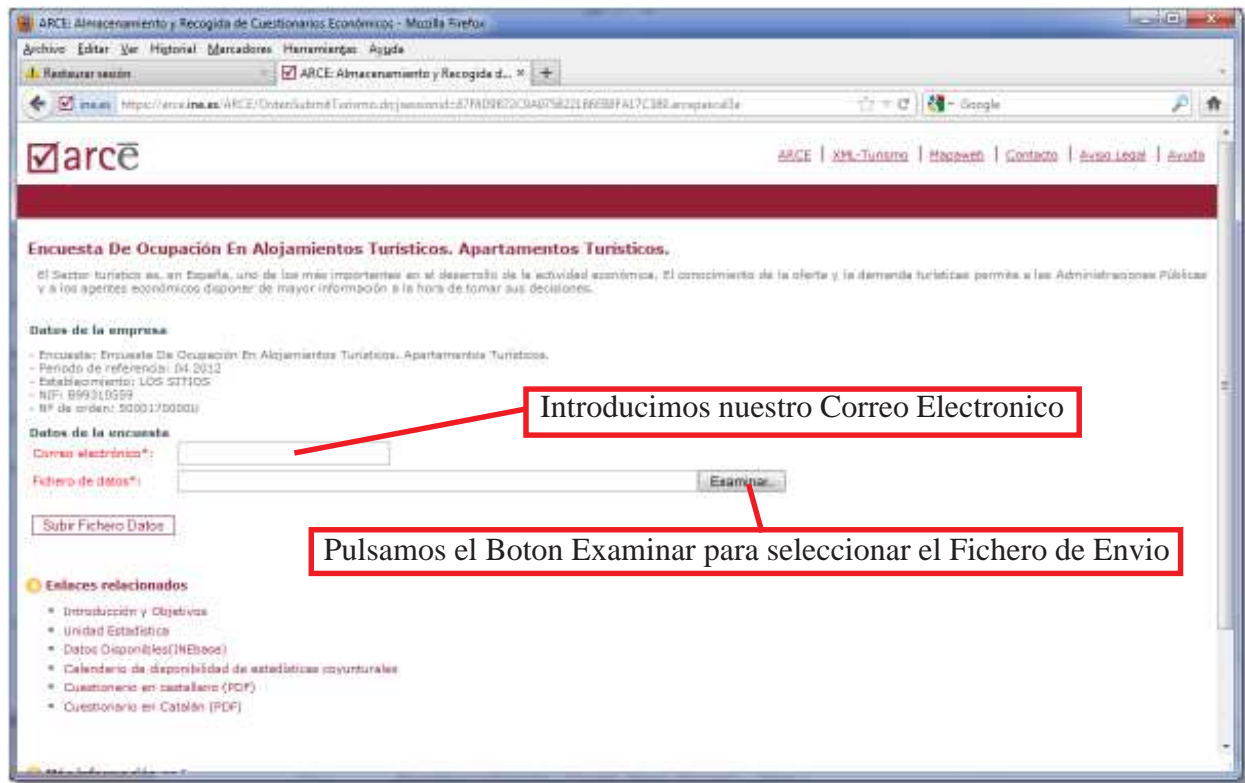 ARCE: Almacenamiento y Recogida de Cuestionarios Económicos - Mozilla Firefox
Archivo Editar Ver Historial Marcadores Herramientas Ayuda
Restaurar sesión ARCE: Almacenamiento y Recogida d... × +
ine.es Google
arcē
ARCE | XML-Turismo | Mapaweb | Contacto | Aviso Legal | Ayuda
Encuesta De Ocupación En Alojamientos Turísticos. Apartamentos Turísticos.
El Sector turístico es, en España, uno de los más importantes en el desarrollo de la actividad económica. El conocimiento de la oferta y la demanda turísticas permite a las Administraciones Públicas
y a los agentes económicos disponer de mayor información a la hora de tomar sus decisiones.
Datos de la empresa
- Encuesta: Encuesta De Ocupación En Alojamientos Turísticos. Apartamentos Turísticos.
- Periodo de referencia: 04.2012
- Establecimiento: LOS SITIOS
- NIF:
- Nº de orden:
Introducimos nuestro Correo Electronico
Datos de la encuesta
Correo electrónico*:
Fichero de datos*: Examinar...
Subir Fichero Datos
Pulsamos el Boton Examinar para seleccionar el Fichero de Envio
Enlaces relacionados
Introducción y Objetivos
Unidad Estadística
Datos Disponibles(INEbase)
Calendario de disponibilidad de estadísticas coyunturales
Cuestionario en castellano (PDF)
Cuestionario en Catalán (PDF)